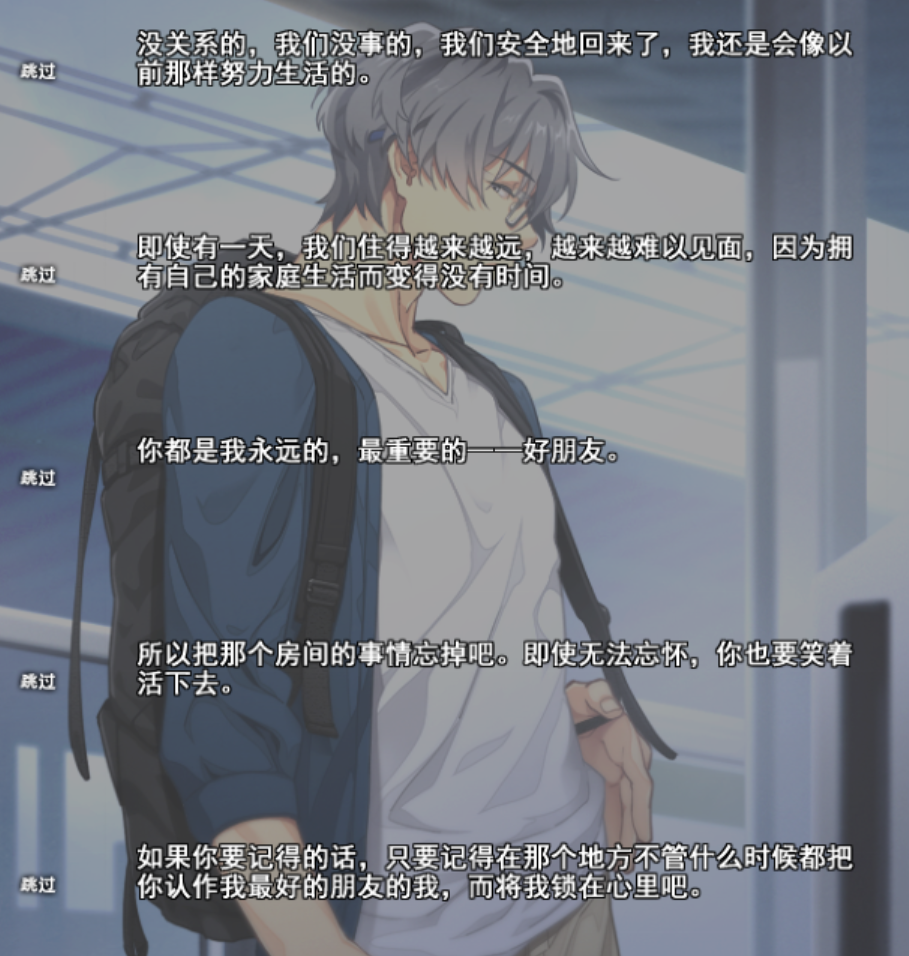 没关系的，我们没事的，我们安全地回来了，我还是会像以
跳过
前那样努力生活的。
即使有一天，我们住得越来越远，越来越难以见面，因为拥
跳过
有自己的家庭生活而变得没有时间。
你都是我永远的，最重要的——好朋友。
跳过
所以把那个房间的事情忘掉吧。即使无法忘怀，你也要笑着
跳过
活下去。
如果你要记得的话，只要记得在那个地方不管什么时候都把
跳过
你认作我最好的朋友的我，而将我锁在心里吧。